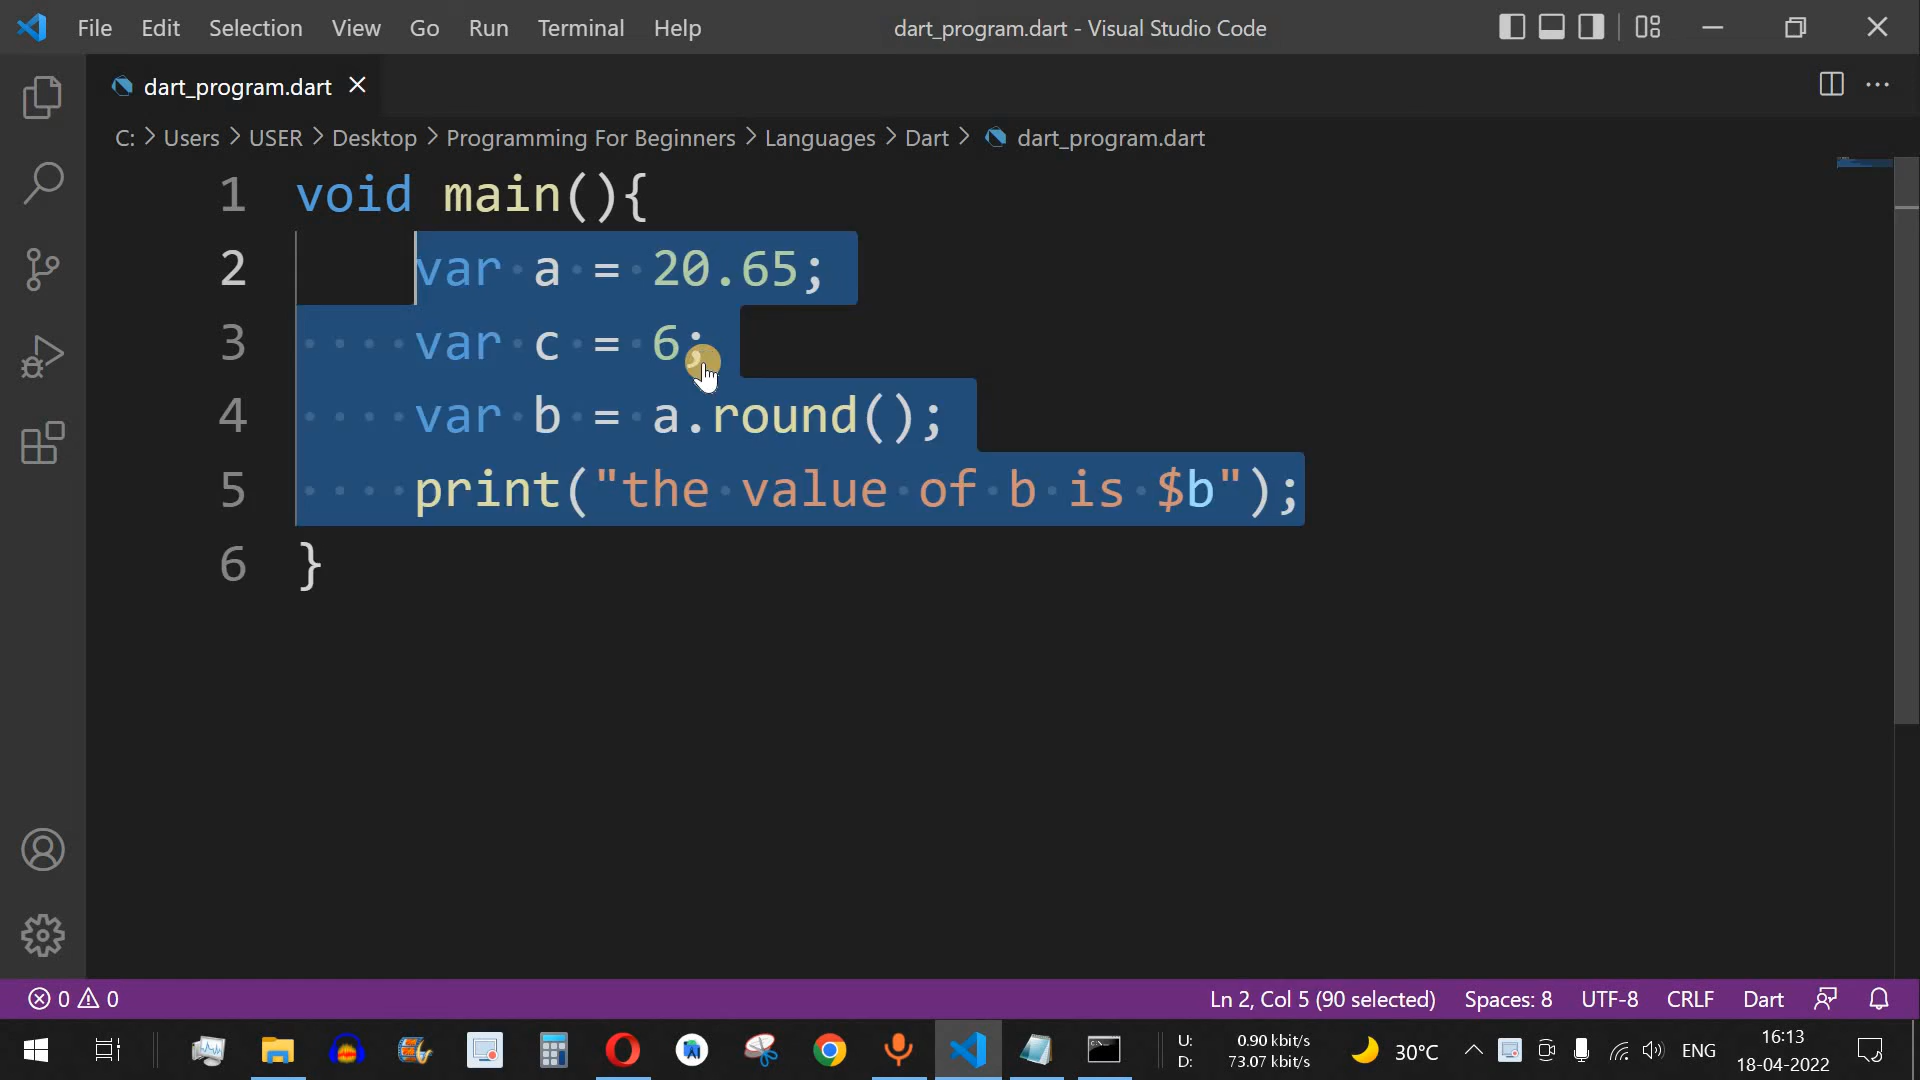 File Edit Selection View Go Run Terminal Help dart_program.dart - Visual Studio Code
dart_program.dart
C: > Users > USER > Desktop > Programming For Beginners > Languages > Dart > dart_program.dart
1 void main(){
2 var a = 20.65;
3 var c = 6;
4 var b = a.round();
5 print("the value of b is $b");
6 }
0 0 Ln 2, Col 5 (90 selected) Spaces: 8 UTF-8 CRLF Dart
U: 0.90 kbit/s
D: 73.07 kbit/s
30°C ENG
16:13
18-04-2022